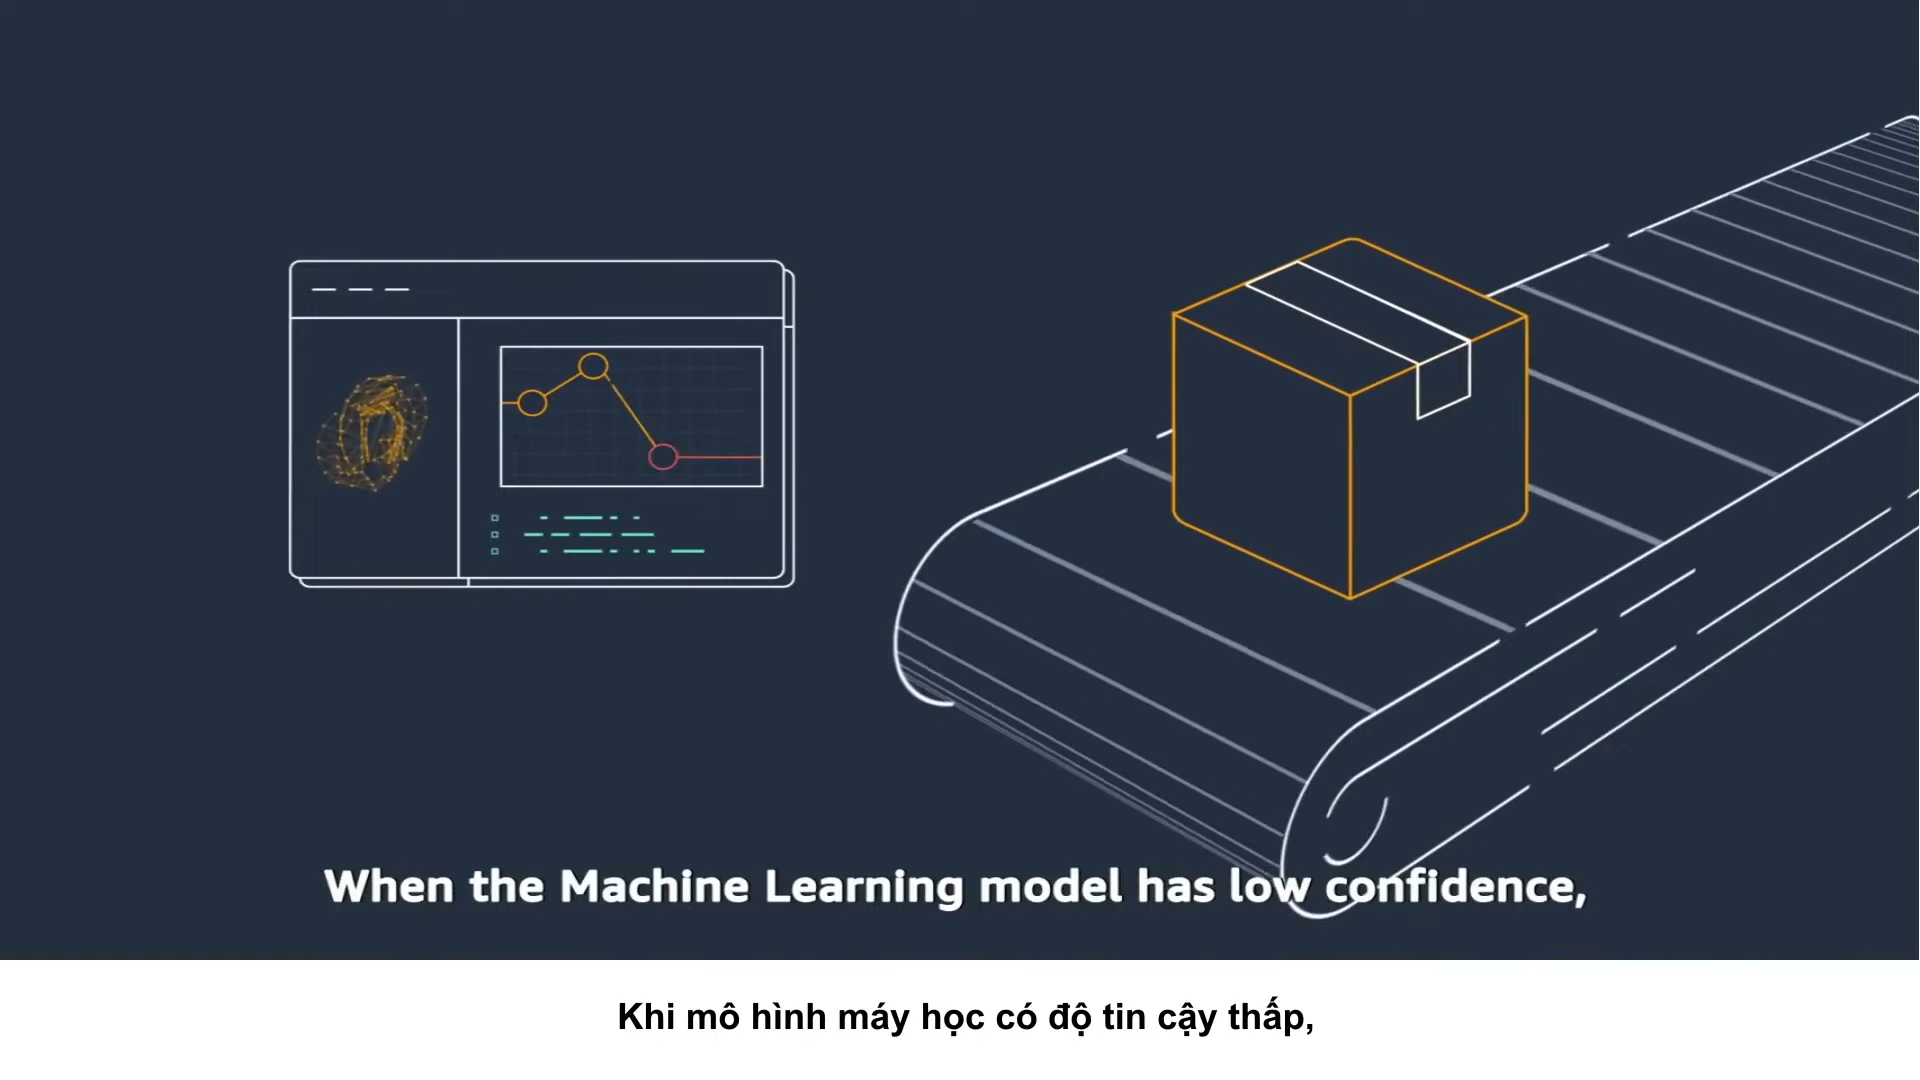 When the Machine Learning model has low confidence,
Khi mô hình máy học có độ tin cậy thấp,